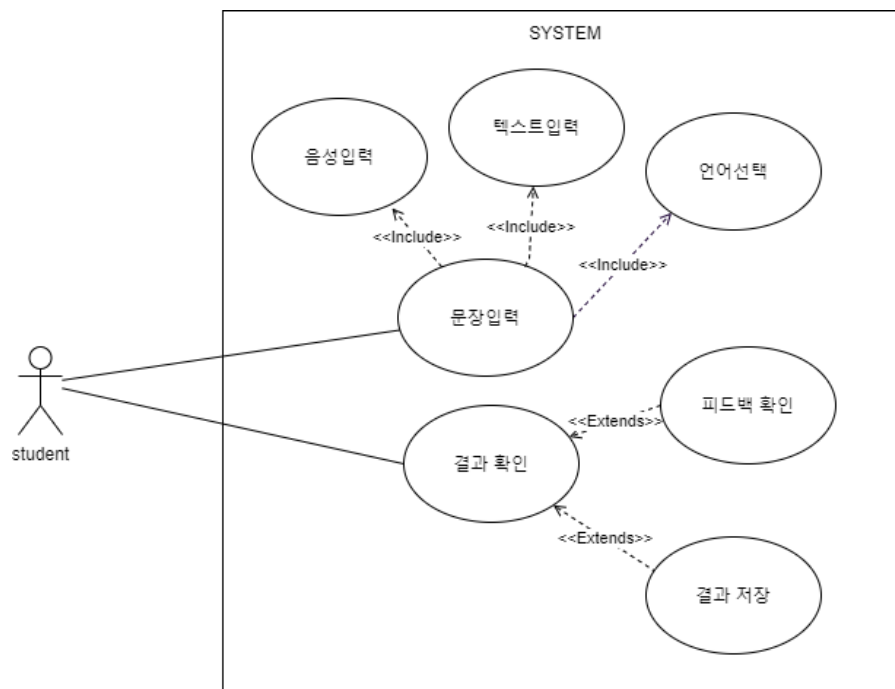 SYSTEM
텍스트입력
음성입력
언어선택
<<Include>>
<<Include>>
<<Include>>
문장입력
student
피드백 확인
<<Extends>>
결과 확인
<<Extends>>
결과 저장